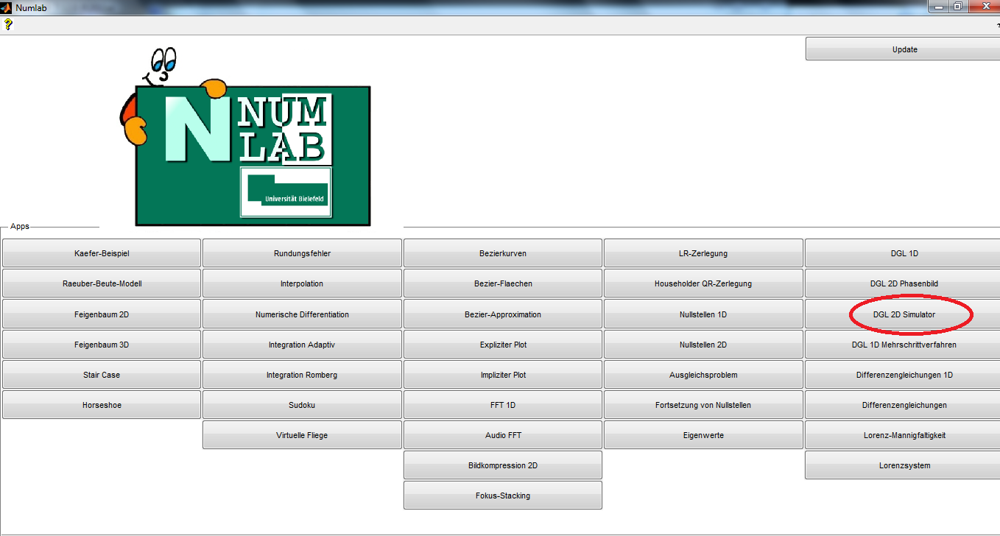 Numlab
?
Update
N NUM
LAB
Universität Bielefeld
Apps
Kaefer-Beispiel Rundungsfehler Bezierkurven LR-Zerlegung DGL 1D
Raeuber-Beute-Modell Interpolation Bezier-Flaechen Householder QR-Zerlegung DGL 2D Phasenbild
Feigenbaum 2D Numerische Differentiation Bezier-Approximation Nullstellen 1D DGL 2D Simulator
Feigenbaum 3D Integration Adaptiv Expliziter Plot Nullstellen 2D DGL 1D Mehrschrittverfahren
Stair Case Integration Romberg Impliziter Plot Ausgleichsproblem Differenzengleichungen 1D
Horseshoe Sudoku FFT 1D Fortsetzung von Nullstellen Differenzengleichungen
Virtuelle Fliege Audio FFT Eigenwerte Lorenz-Mannigfaltigkeit
Bildkompression 2D Lorenzsystem
Fokus-Stacking